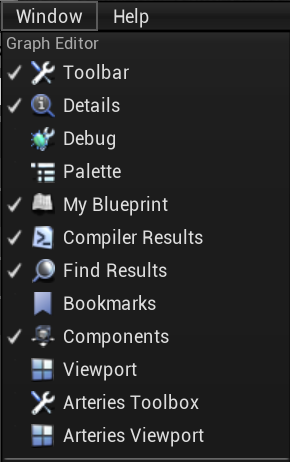 Window Help
Graph Editor
Toolbar
Details
Debug
Palette
My Blueprint
Compiler Results
Find Results
Bookmarks
Components
Viewport
Arteries Toolbox
Arteries Viewport